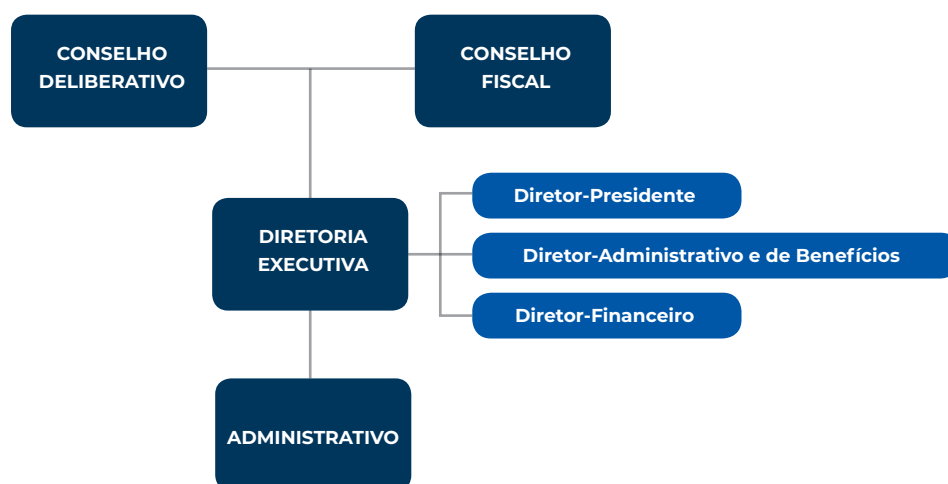 CONSELHO
DELIBERATIVO
CONSELHO
FISCAL
DIRETORIA
EXECUTIVA
Diretor-Presidente
Diretor-Administrativo e de Benefícios
Diretor-Financeiro
ADMINISTRATIVO